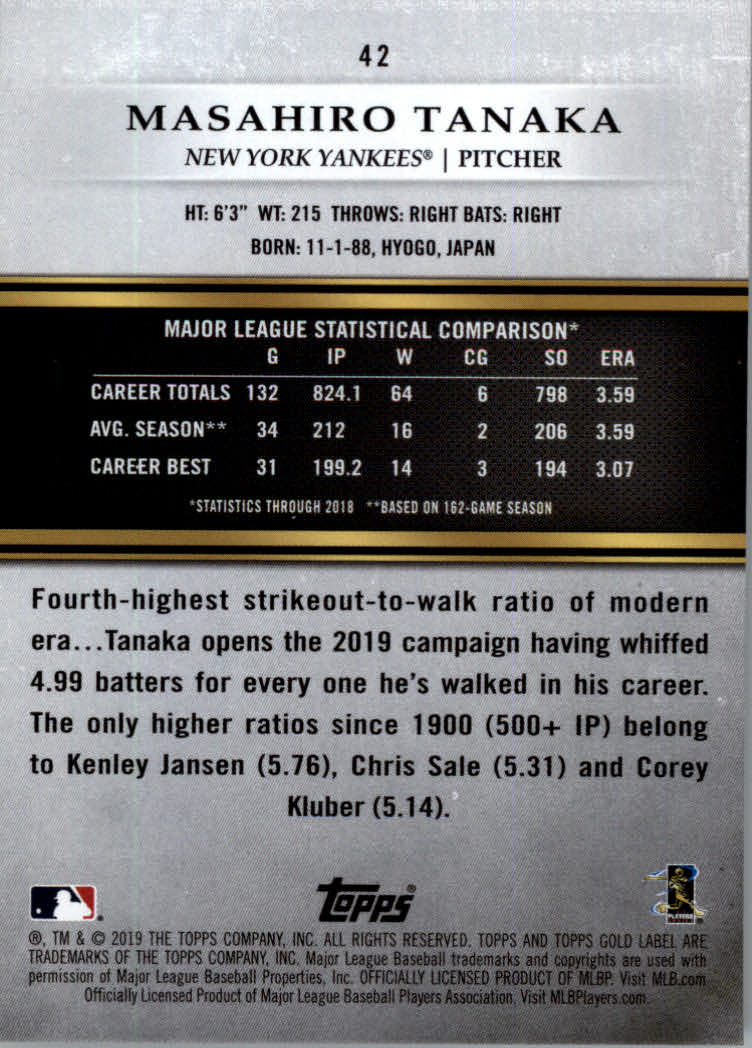 42
MASAHIRO TANAKA
NEW YORK YANKEES® | PITCHER
HT: 6'3" WT: 215 THROWS: RIGHT BATS: RIGHT
BORN: 11-1-88, HYOGO, JAPAN
MAJOR LEAGUE STATISTICAL COMPARISON*
G IP W CG SO ERA
CAREER TOTALS 132 824.1 64 6 798 3.59
AVG. SEASON** 34 212 16 2 206 3.59
CAREER BEST 31 199.2 14 3 194 3.07
*STATISTICS THROUGH 2018 **BASED ON 162-GAME SEASON
Fourth-highest strikeout-to-walk ratio of modern
era...Tanaka opens the 2019 campaign having whiffed
4.99 batters for every one he's walked in his career.
The only higher ratios since 1900 (500+ IP) belong
to Kenley Jansen (5.76), Chris Sale (5.31) and Corey
Kluber (5.14).
Topps®
PLAYERS
®, TM & © 2019 THE TOPPS COMPANY, INC. ALL RIGHTS RESERVED. TOPPS AND TOPPS GOLD LABEL ARE
TRADEMARKS OF THE TOPPS COMPANY, INC. Major League Baseball trademarks and copyrights are used with
permission of Major League Baseball Properties, Inc. OFFICIALLY LICENSED PRODUCT OF MLBP. Visit MLB.com
Officially Licensed Product of Major League Baseball Players Association, Visit MLBPlayers.com.